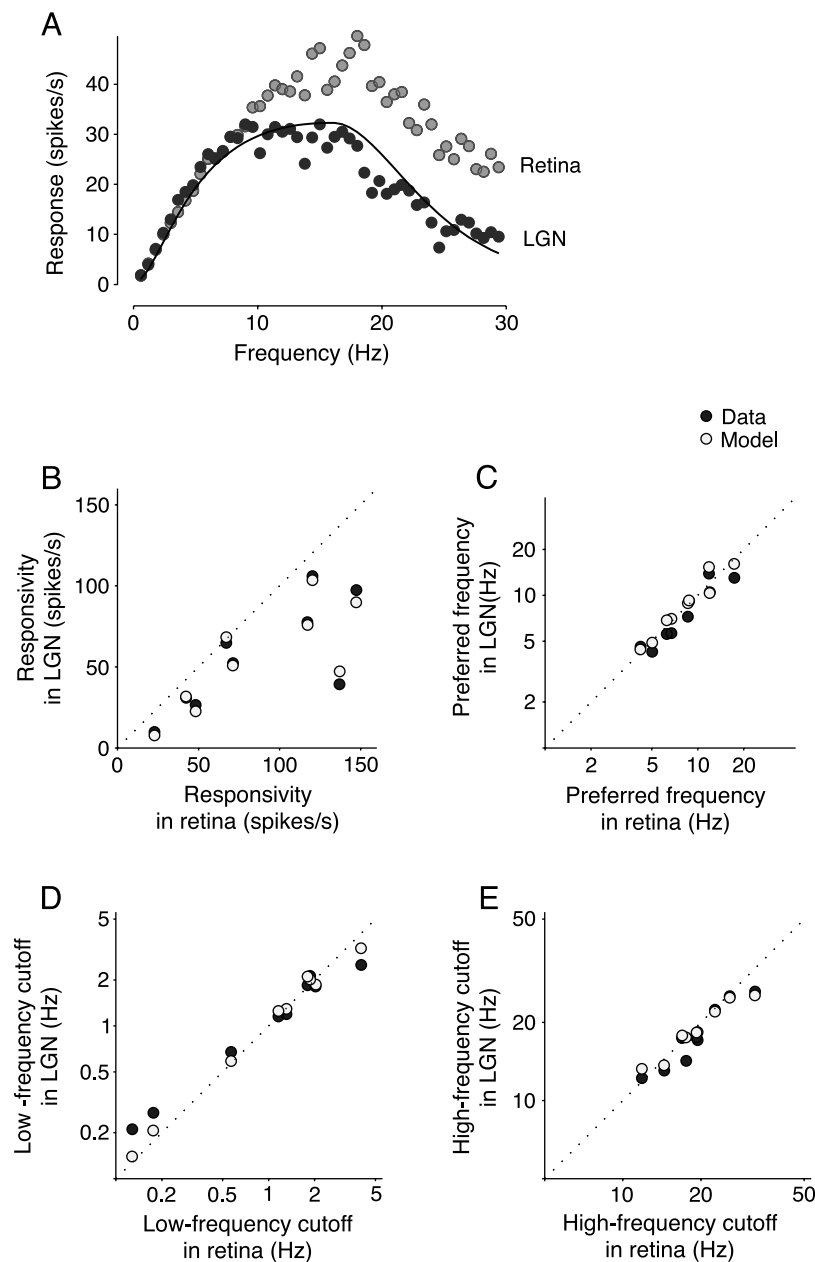 A
Response (spikes/s)
40
30
20
10
0
Retina
LGN
0 10 20 30
Frequency (Hz)
Data
Model
B
Responsivity
in LGN (spikes/s)
150
100
50
0
0 50 100 150
Responsivity
in retina (spikes/s)
C
Preferred frequency
in LGN(Hz)
20
10
5
2
2 5 10 20
Preferred frequency
in retina (Hz)
D
Low -frequency cutoff
in LGN (Hz)
5
2
1
0.5
0.2
0.2 0.5 1 2 5
Low-frequency cutoff
in retina (Hz)
E
High-frequency cutoff
in LGN (Hz)
50
20
10
10 20 50
High-frequency cutoff
in retina (Hz)